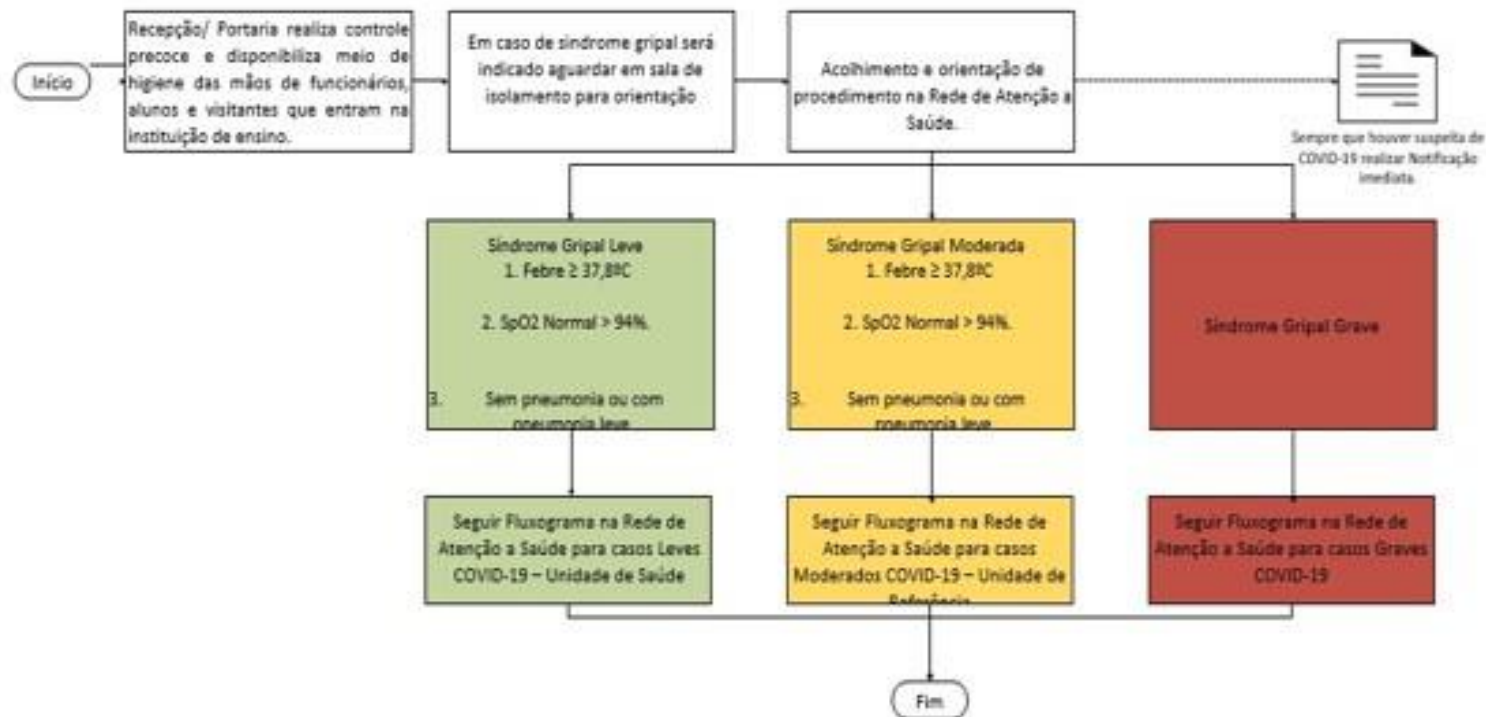 Início
Recepção/ Portaria realiza controle
precoce e disponibiliza meio de
higiene das mãos de funcionários,
alunos e visitantes que entram na
instituição de ensino.
Em caso de sindrome gripal será
indicado aguardar em sala de
isolamento para orientação
Acolhimento e orientação de
procedimento na Rede de Atenção a
Saúde.
Sempre que houver suspeita de
COVID-19 realizar Notificação
imediata.
Síndrome Gripal Leve
1. Febre ≥ 37,8ºC
2. SpO2 Normal > 94%.
3. Sem pneumonia ou com
pneumonia leve
Síndrome Gripal Moderada
1. Febre ≥ 37,8ºC
2. SpO2 Normal > 94%.
3. Sem pneumonia ou com
pneumonia leve
Síndrome Gripal Grave
Seguir Fluxograma na Rede de
Atenção a Saúde para casos Leves
COVID-19 – Unidade de Saúde
Seguir Fluxograma na Rede de
Atenção a Saúde para casos
Moderados COVID-19 – Unidade de
Referência
Seguir Fluxograma na Rede de
Atenção a Saúde para casos Graves
COVID-19
Fim